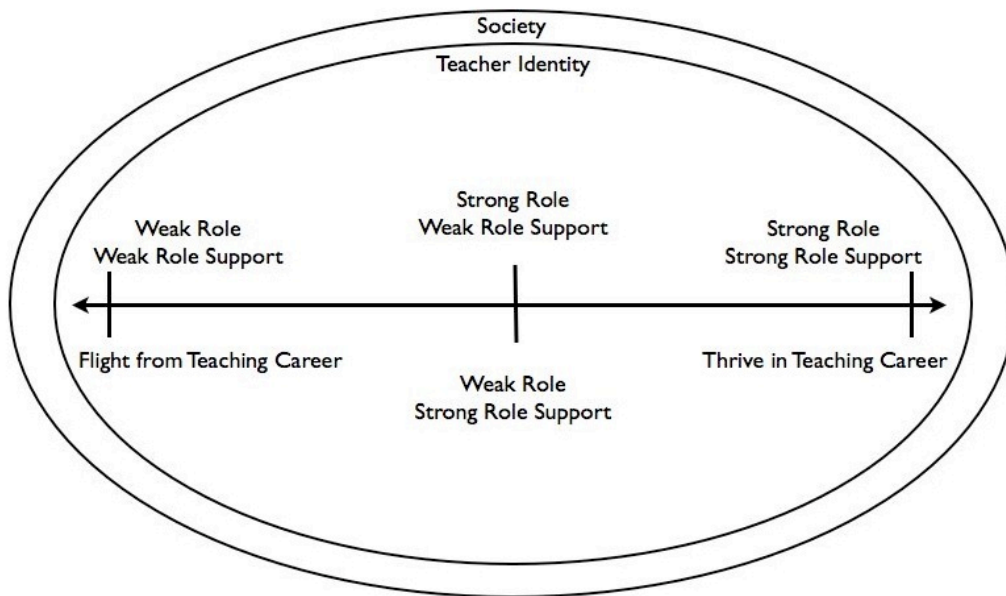 Society
Teacher Identity
Weak Role
Weak Role Support
Strong Role
Weak Role Support
Strong Role
Strong Role Support
Flight from Teaching Career
Weak Role
Strong Role Support
Thrive in Teaching Career